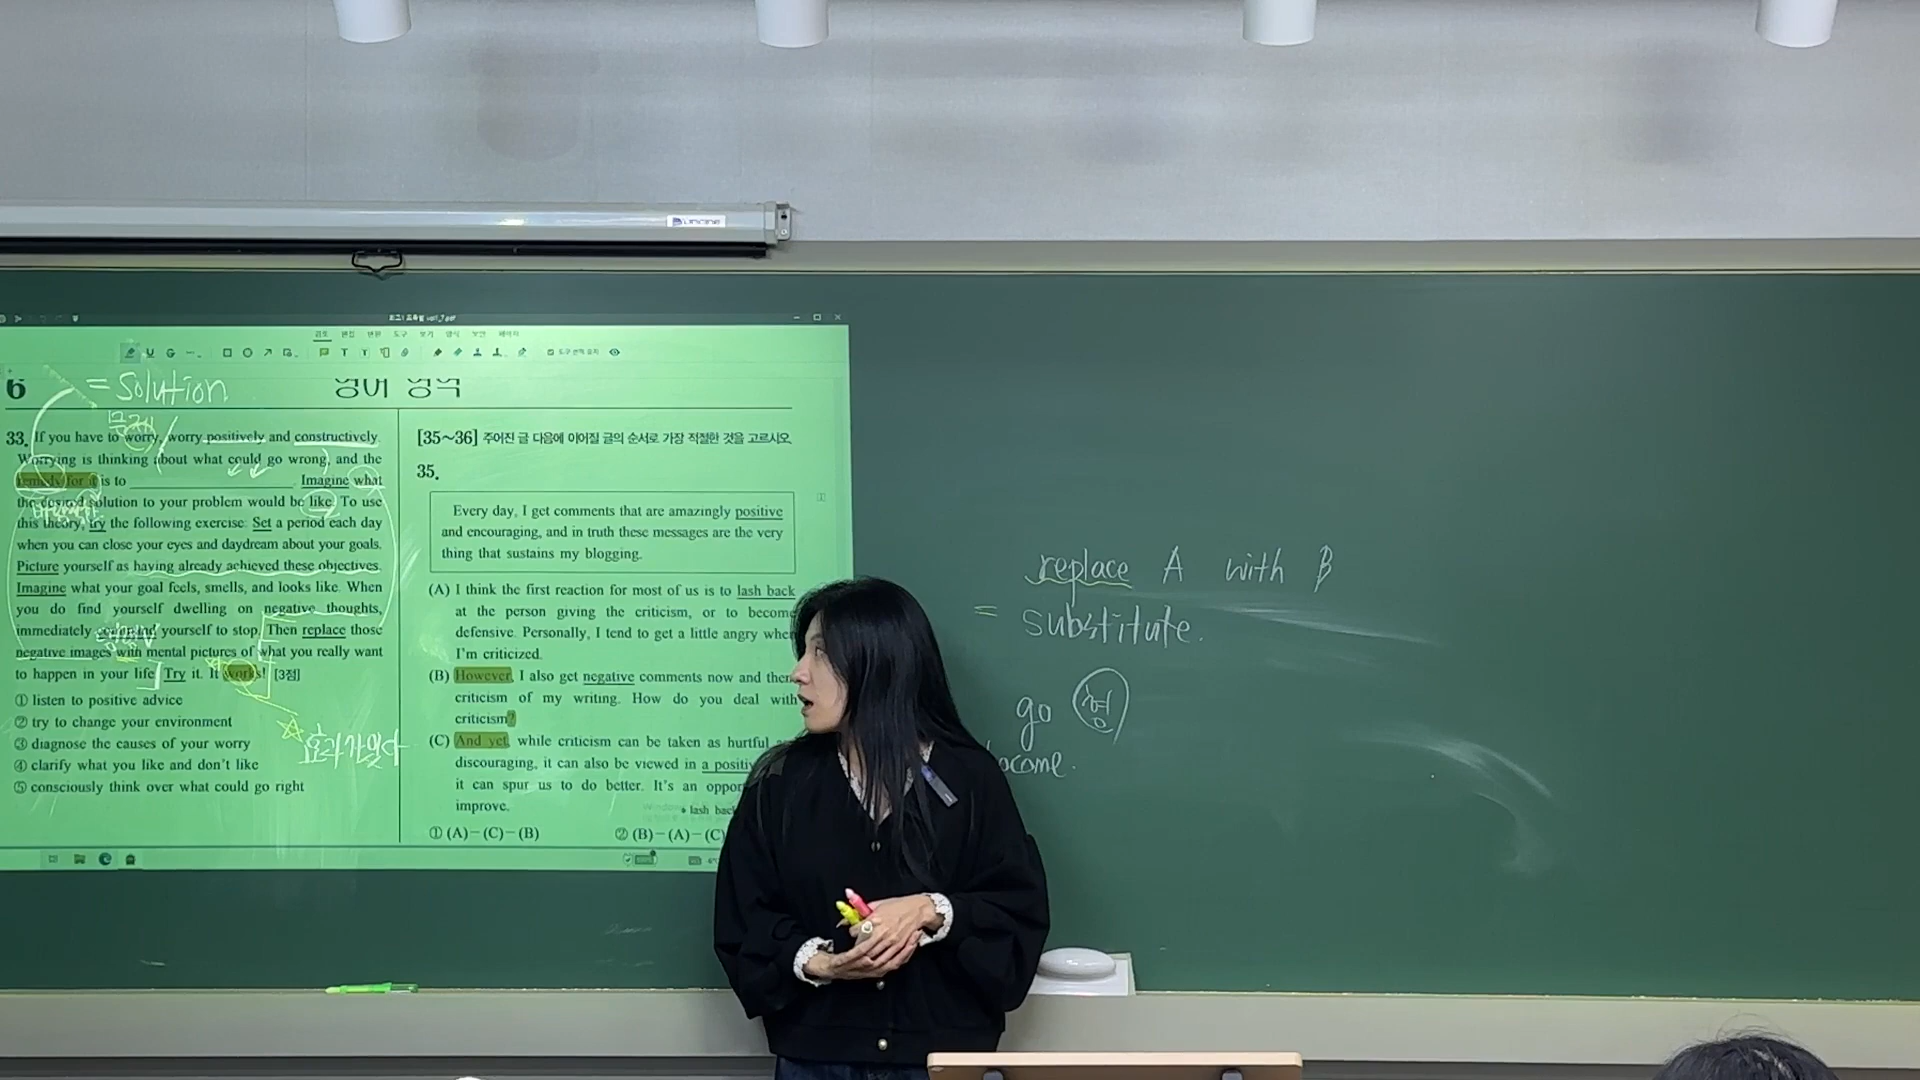 6
= Solution
영어 영역
문제
33. If you have to worry, worry positively and constructively.
Worrying is thinking about what could go wrong, and the
remedy for it is to ____________. Imagine what
the desired solution to your problem would be like. To use
this theory, try the following exercise: Set a period each day
when you can close your eyes and daydream about your goals.
Picture yourself as having already achieved these objectives.
Imagine what your goal feels, smells, and looks like. When
you do find yourself dwelling on negative thoughts,
immediately yourself to stop. Then replace those
negative images with mental pictures of what you really want
to happen in your life. Try it. It works! [3점]
① listen to positive advice
② try to change your environment
③ diagnose the causes of your worry
④ clarify what you like and don't like
⑤ consciously think over what could go right
효과가있다
[35~36] 주어진 글 다음에 이어질 글의 순서로 가장 적절한 것을 고르시오.
35.
Every day, I get comments that are amazingly positive
and encouraging, and in truth these messages are the very
thing that sustains my blogging.
(A) I think the first reaction for most of us is to lash back
at the person giving the criticism, or to become
defensive. Personally, I tend to get a little angry when
I'm criticized.
(B) However, I also get negative comments now and then,
criticism of my writing. How do you deal with
criticism?
(C) And yet, while criticism can be taken as hurtful
discouraging, it can also be viewed in a positiv
it can spur us to do better. It's an oppor
improve.
* lash back
① (A)-(C)-(B)
② (B)-(A)-(C)
replace A with B
= substitute.
go 형
come.